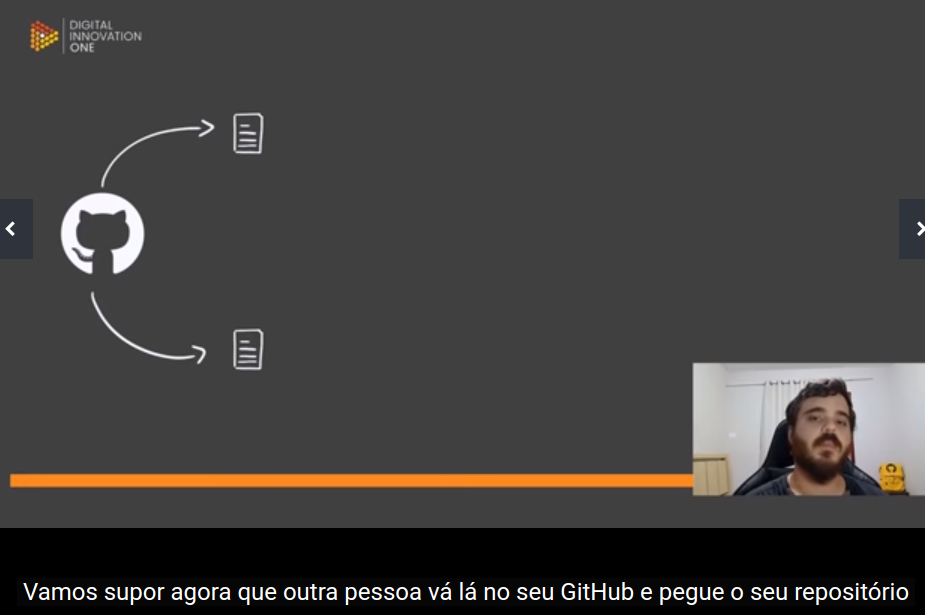 DIGITAL
INNOVATION
ONE
Vamos supor agora que outra pessoa vá lá no seu GitHub e pegue o seu repositório